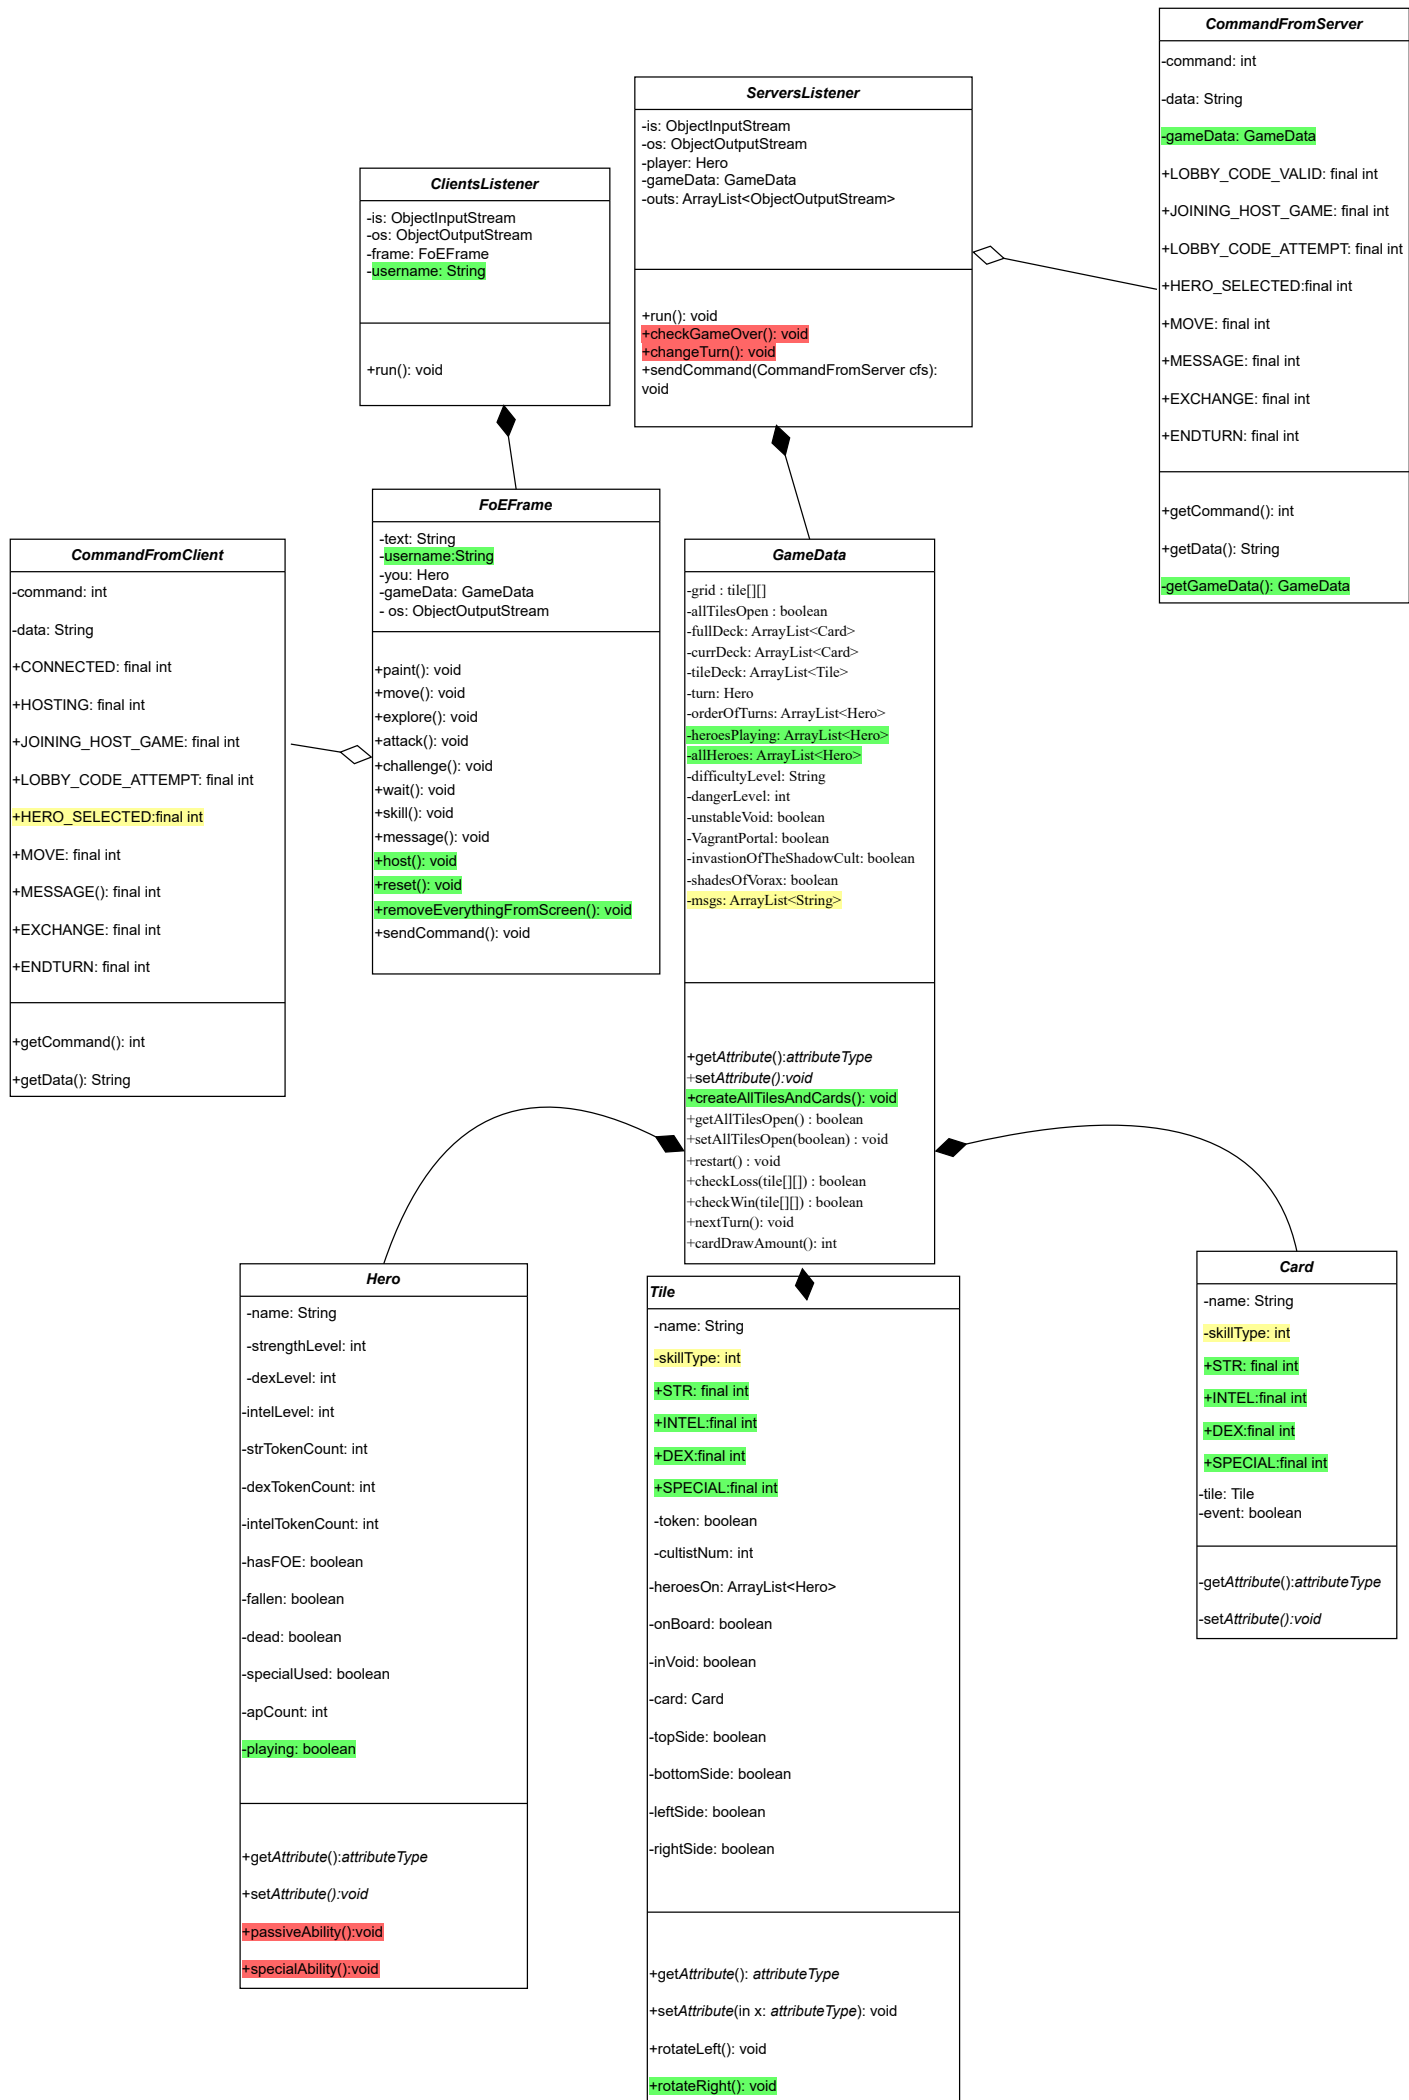 CommandFromServer
-command: int
-data: String
-gameData: GameData
+LOBBY_CODE_VALID: final int
+JOINING_HOST_GAME: final int
+LOBBY_CODE_ATTEMPT: final int
+HERO_SELECTED:final int
+MOVE: final int
+MESSAGE: final int
+EXCHANGE: final int
+ENDTURN: final int
+getCommand(): int
+getData(): String
-getGameData(): GameData
ServersListener
-is: ObjectInputStream
-os: ObjectOutputStream
-player: Hero
-gameData: GameData
-outs: ArrayList<ObjectOutputStream>
+run(): void
+checkGameOver(): void
+changeTurn(): void
+sendCommand(CommandFromServer cfs):
void
ClientsListener
-is: ObjectInputStream
-os: ObjectOutputStream
-frame: FoEFrame
-username: String
+run(): void
FoEFrame
-text: String
-username:String
-you: Hero
-gameData: GameData
- os: ObjectOutputStream
+paint(): void
+move(): void
+explore(): void
+attack(): void
+challenge(): void
+wait(): void
+skill(): void
+message(): void
+host(): void
+reset(): void
+removeEverythingFromScreen(): void
+sendCommand(): void
CommandFromClient
-command: int
-data: String
+CONNECTED: final int
+HOSTING: final int
+JOINING_HOST_GAME: final int
+LOBBY_CODE_ATTEMPT: final int
+HERO_SELECTED:final int
+MOVE: final int
+MESSAGE(): final int
+EXCHANGE: final int
+ENDTURN: final int
+getCommand(): int
+getData(): String
GameData
-grid : tile[][]
-allTilesOpen : boolean
-fullDeck: ArrayList<Card>
-currDeck: ArrayList<Card>
-tileDeck: ArrayList<Tile>
-turn: Hero
-orderOfTurns: ArrayList<Hero>
-heroesPlaying: ArrayList<Hero>
-allHeroes: ArrayList<Hero>
-difficultyLevel: String
-dangerLevel: int
-unstableVoid: boolean
-VagrantPortal: boolean
-invastionOfTheShadowCult: boolean
-shadesOfVorax: boolean
-msgs: ArrayList<String>
+getAttribute():attributeType
+setAttribute():void
+createAllTilesAndCards(): void
+getAllTilesOpen() : boolean
+setAllTilesOpen(boolean) : void
+restart() : void
+checkLoss(tile[][]) : boolean
+checkWin(tile[][]) : boolean
+nextTurn(): void
+cardDrawAmount(): int
Hero
-name: String
-strengthLevel: int
-dexLevel: int
-intelLevel: int
-strTokenCount: int
-dexTokenCount: int
-intelTokenCount: int
-hasFOE: boolean
-fallen: boolean
-dead: boolean
-specialUsed: boolean
-apCount: int
-playing: boolean
+getAttribute():attributeType
+setAttribute():void
+passiveAbility():void
+specialAbility():void
Tile
-name: String
-skillType: int
+STR: final int
+INTEL:final int
+DEX:final int
+SPECIAL:final int
-token: boolean
-cultistNum: int
-heroesOn: ArrayList<Hero>
-onBoard: boolean
-inVoid: boolean
-card: Card
-topSide: boolean
-bottomSide: boolean
-leftSide: boolean
-rightSide: boolean
+getAttribute(): attributeType
+setAttribute(in x: attributeType): void
+rotateLeft(): void
+rotateRight(): void
Card
-name: String
-skillType: int
+STR: final int
+INTEL:final int
+DEX:final int
+SPECIAL:final int
-tile: Tile
-event: boolean
-getAttribute():attributeType
-setAttribute():void